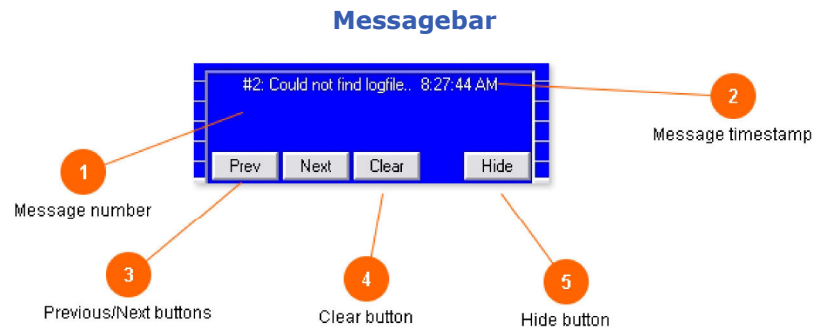 Messagebar
#2: Could not find logfile.. 8:27:44 AM
2
Message timestamp
Prev Next Clear Hide
1
Message number
3
Previous/Next buttons
4
Clear button
5
Hide button